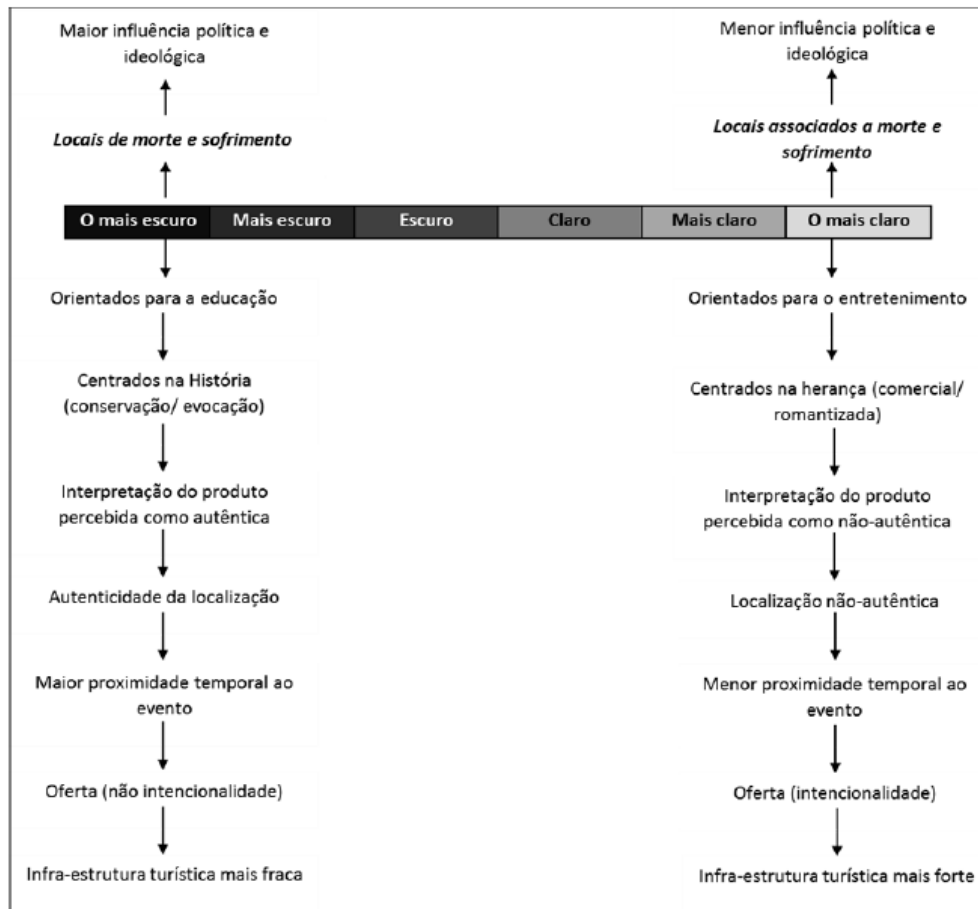 Maior influência política e
ideológica
Menor influência política e
ideológica
Locais de morte e sofrimento
Locais associados a morte e
sofrimento
O mais escuro Mais escuro Escuro Claro Mais claro O mais claro
Orientados para a educação
Orientados para o entretenimento
Centrados na História
(conservação/ evocação)
Centrados na herança (comercial/
romantizada)
Interpretação do produto
percebida como autêntica
Interpretação do produto
percebida como não-autêntica
Autenticidade da localização
Localização não-autêntica
Maior proximidade temporal ao
evento
Menor proximidade temporal ao
evento
Oferta (não intencionalidade)
Oferta (intencionalidade)
Infra-estrutura turística mais fraca
Infra-estrutura turística mais forte